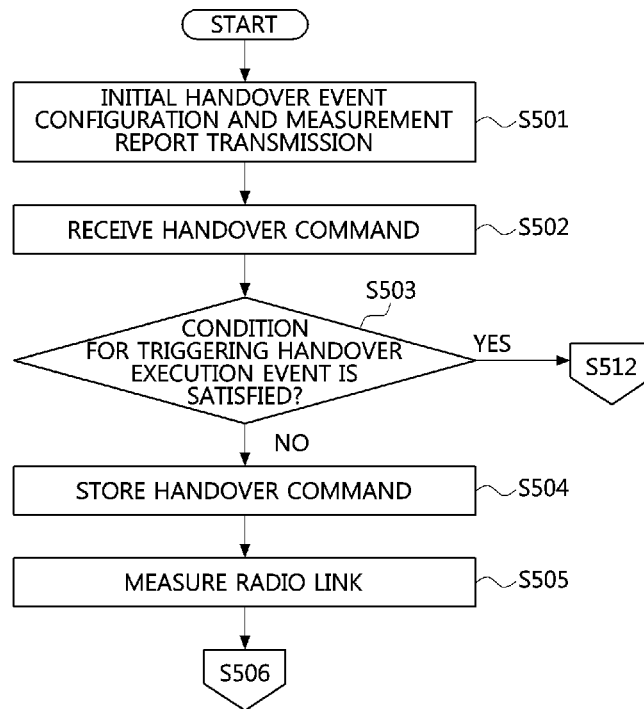 START
INITIAL HANDOVER EVENT
CONFIGURATION AND MEASUREMENT
REPORT TRANSMISSION
S501
RECEIVE HANDOVER COMMAND
S502
S503
CONDITION
FOR TRIGGERING HANDOVER
EXECUTION EVENT IS
SATISFIED?
YES
S512
NO
STORE HANDOVER COMMAND
S504
MEASURE RADIO LINK
S505
S506